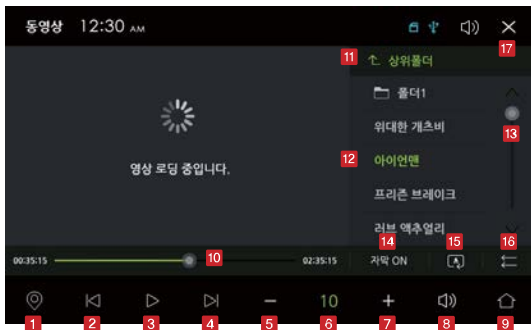 동영상 12:30 AM
17
11 상위폴더
폴더1
13
위대한 개츠비
12 아이언맨
영상 로딩 중입니다.
프리즌 브레이크
러브 액추얼리
14 15 16
00:35:15 10 02:35:15 자막 ON
10
1 2 3 4 5 6 7 8 9